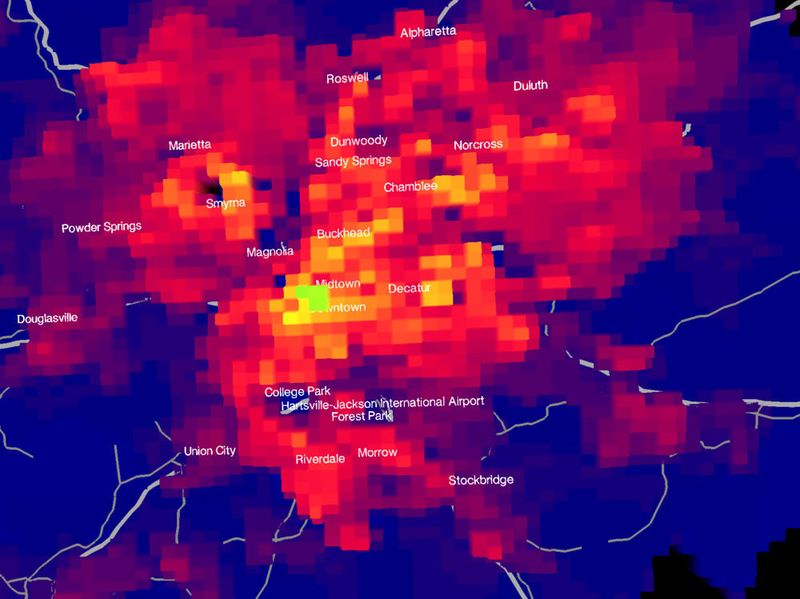 Alpharetta
Roswell
Duluth
Marietta
Dunwoody
Norcross
Sandy Springs
Chamblee
Smyrna
Powder Springs
Buckhead
Magnolia
Midtown
Decatur
Downtown
Douglasville
College Park
Hartsville-Jackson International Airport
Forest Park
Union City
Riverdale
Morrow
Stockbridge